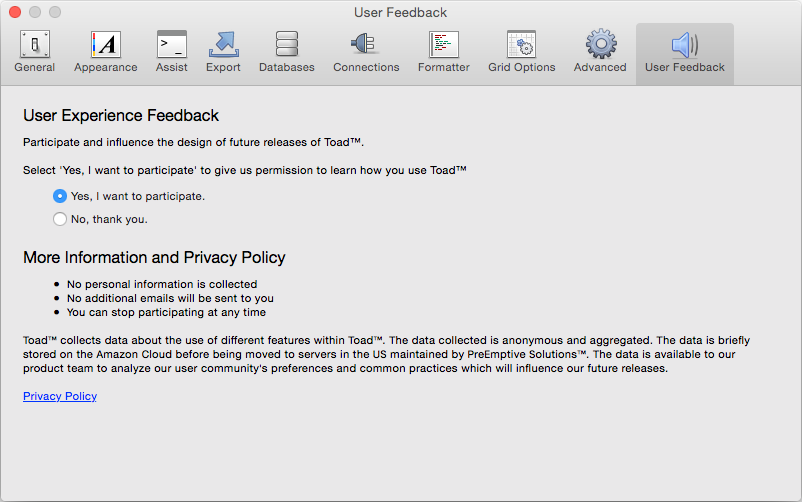 User Feedback
General Appearance Assist Export Databases Connections Formatter Grid Options Advanced User Feedback
User Experience Feedback
Participate and influence the design of future releases of Toad™.
Select 'Yes, I want to participate' to give us permission to learn how you use Toad™
Yes, I want to participate.
No, thank you.
More Information and Privacy Policy
• No personal information is collected
• No additional emails will be sent to you
• You can stop participating at any time
Toad™ collects data about the use of different features within Toad™. The data collected is anonymous and aggregated. The data is briefly
stored on the Amazon Cloud before being moved to servers in the US maintained by PreEmptive Solutions™. The data is available to our
product team to analyze our user community's preferences and common practices which will influence our future releases.
Privacy Policy